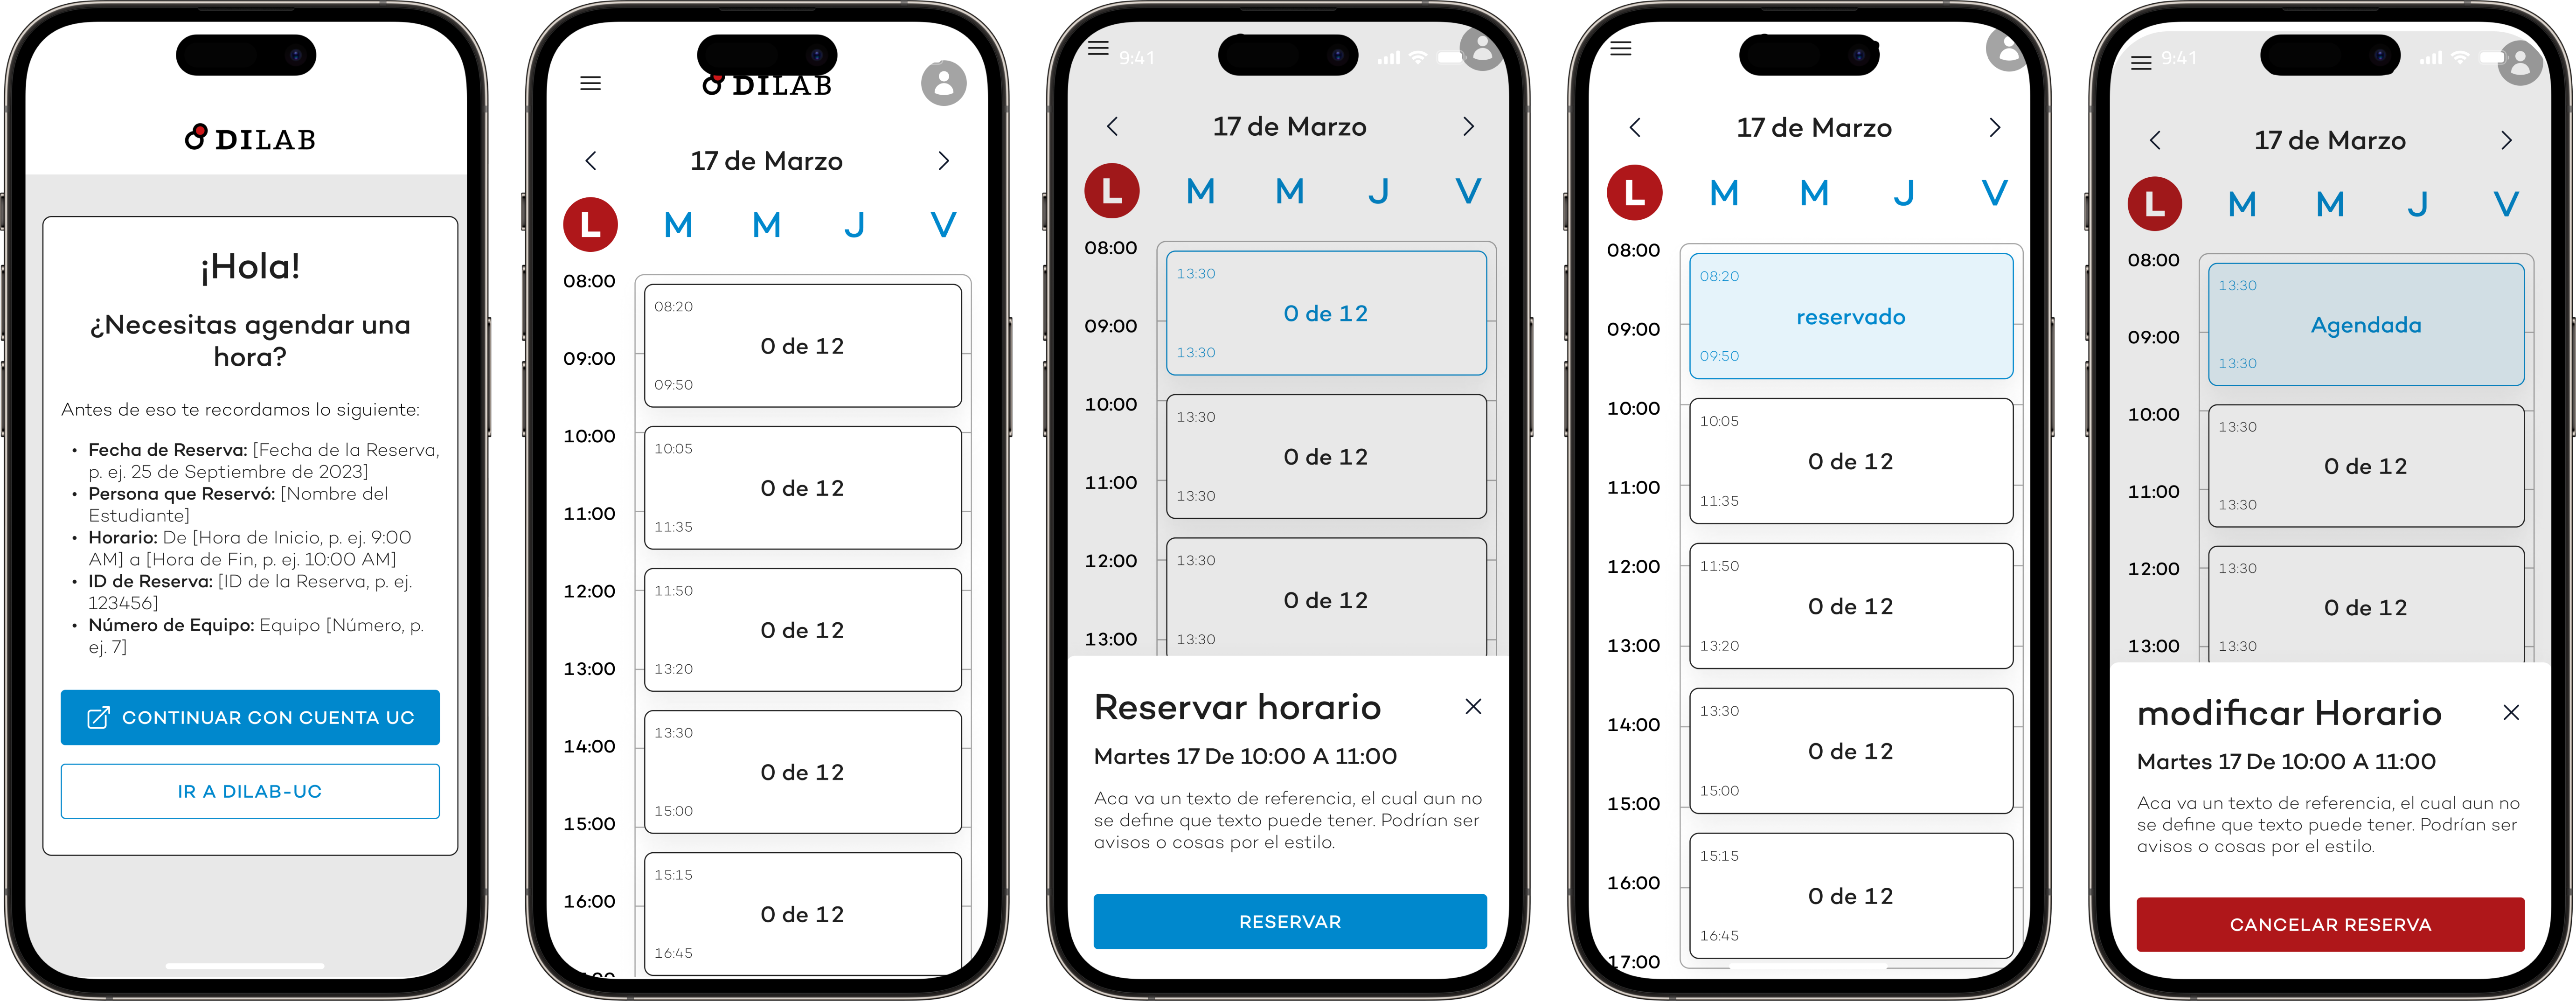 DILAB
¡Hola!
¿Necesitas agendar una
hora?
Antes de eso te recordamos lo siguiente:
• Fecha de Reserva: [Fecha de la Reserva,
p. ej. 25 de Septiembre de 2023]
• Persona que Reservó: [Nombre del
Estudiante]
• Horario: De [Hora de Inicio, p. ej. 9:00
AM] a [Hora de Fin, p. ej. 10:00 AM]
• ID de Reserva: [ID de la Reserva, p. ej.
123456]
• Número de Equipo: Equipo [Número, p.
ej. 7]
CONTINUAR CON CUENTA UC
IR A DILAB-UC
DILAB
17 de Marzo
L M M J V
08:00
08:20
0 de 12
09:00
09:50
10:00
10:05
0 de 12
11:00
11:35
12:00
11:50
0 de 12
13:00
13:20
13:30
14:00
0 de 12
15:00
15:00
15:15
16:00
0 de 12
16:45
9:41
17 de Marzo
L M M J V
08:00
13:30
0 de 12
09:00
13:30
10:00
13:30
0 de 12
11:00
13:30
12:00
13:30
0 de 12
13:00
13:30
Reservar horario
Martes 17 De 10:00 A 11:00
Aca va un texto de referencia, el cual aun no
se define que texto puede tener. Podrían ser
avisos o cosas por el estilo.
RESERVAR
17 de Marzo
L M M J V
08:00
08:20
reservado
09:00
09:50
10:00
10:05
0 de 12
11:00
11:35
12:00
11:50
0 de 12
13:00
13:20
13:30
14:00
0 de 12
15:00
15:00
15:15
16:00
0 de 12
16:45
17:00
9:41
17 de Marzo
L M M J V
08:00
13:30
Agendada
09:00
13:30
10:00
13:30
0 de 12
11:00
13:30
12:00
13:30
0 de 12
13:00
13:30
modificar Horario
Martes 17 De 10:00 A 11:00
Aca va un texto de referencia, el cual aun no
se define que texto puede tener. Podrían ser
avisos o cosas por el estilo.
CANCELAR RESERVA